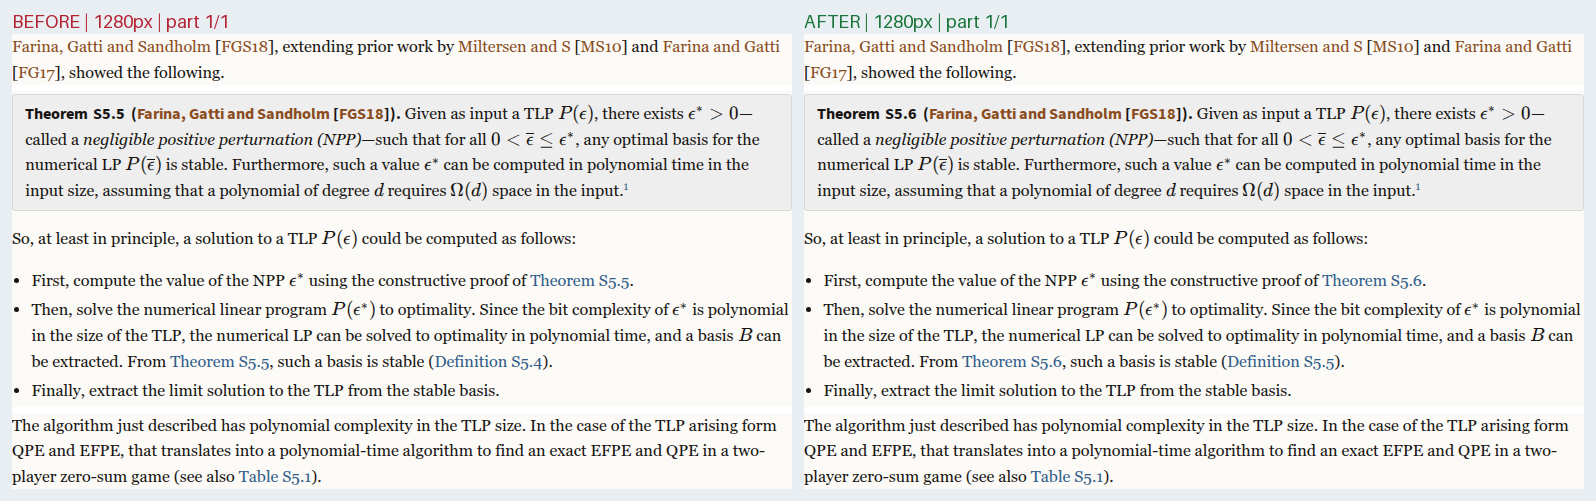 BEFORE | 1280px | part 1/1
Farina, Gatti and Sandholm [FGS18], extending prior work by Miltersen and S [MS10] and Farina and Gatti
[FG17], showed the following.
Theorem S5.5 (Farina, Gatti and Sandholm [FGS18]). Given as input a TLP P(ϵ), there exists ϵ* > 0—
called a negligible positive perturnation (NPP)—such that for all 0 < ϵ̅ ≤ ϵ*, any optimal basis for the
numerical LP P(ϵ̅) is stable. Furthermore, such a value ϵ* can be computed in polynomial time in the
input size, assuming that a polynomial of degree d requires Ω(d) space in the input.¹
So, at least in principle, a solution to a TLP P(ϵ) could be computed as follows:
• First, compute the value of the NPP ϵ* using the constructive proof of Theorem S5.5.
• Then, solve the numerical linear program P(ϵ*) to optimality. Since the bit complexity of ϵ* is polynomial
in the size of the TLP, the numerical LP can be solved to optimality in polynomial time, and a basis B can
be extracted. From Theorem S5.5, such a basis is stable (Definition S5.4).
• Finally, extract the limit solution to the TLP from the stable basis.
The algorithm just described has polynomial complexity in the TLP size. In the case of the TLP arising form
QPE and EFPE, that translates into a polynomial-time algorithm to find an exact EFPE and QPE in a two-
player zero-sum game (see also Table S5.1).
AFTER | 1280px | part 1/1
Farina, Gatti and Sandholm [FGS18], extending prior work by Miltersen and S [MS10] and Farina and Gatti
[FG17], showed the following.
Theorem S5.6 (Farina, Gatti and Sandholm [FGS18]). Given as input a TLP P(ϵ), there exists ϵ* > 0—
called a negligible positive perturnation (NPP)—such that for all 0 < ϵ̅ ≤ ϵ*, any optimal basis for the
numerical LP P(ϵ̅) is stable. Furthermore, such a value ϵ* can be computed in polynomial time in the
input size, assuming that a polynomial of degree d requires Ω(d) space in the input.¹
So, at least in principle, a solution to a TLP P(ϵ) could be computed as follows:
• First, compute the value of the NPP ϵ* using the constructive proof of Theorem S5.6.
• Then, solve the numerical linear program P(ϵ*) to optimality. Since the bit complexity of ϵ* is polynomial
in the size of the TLP, the numerical LP can be solved to optimality in polynomial time, and a basis B can
be extracted. From Theorem S5.6, such a basis is stable (Definition S5.5).
• Finally, extract the limit solution to the TLP from the stable basis.
The algorithm just described has polynomial complexity in the TLP size. In the case of the TLP arising form
QPE and EFPE, that translates into a polynomial-time algorithm to find an exact EFPE and QPE in a two-
player zero-sum game (see also Table S5.1).